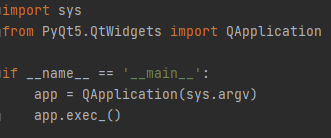 import sys
from PyQt5.QtWidgets import QApplication
if __name__ == '__main__':
    app = QApplication(sys.argv)
    app.exec_()